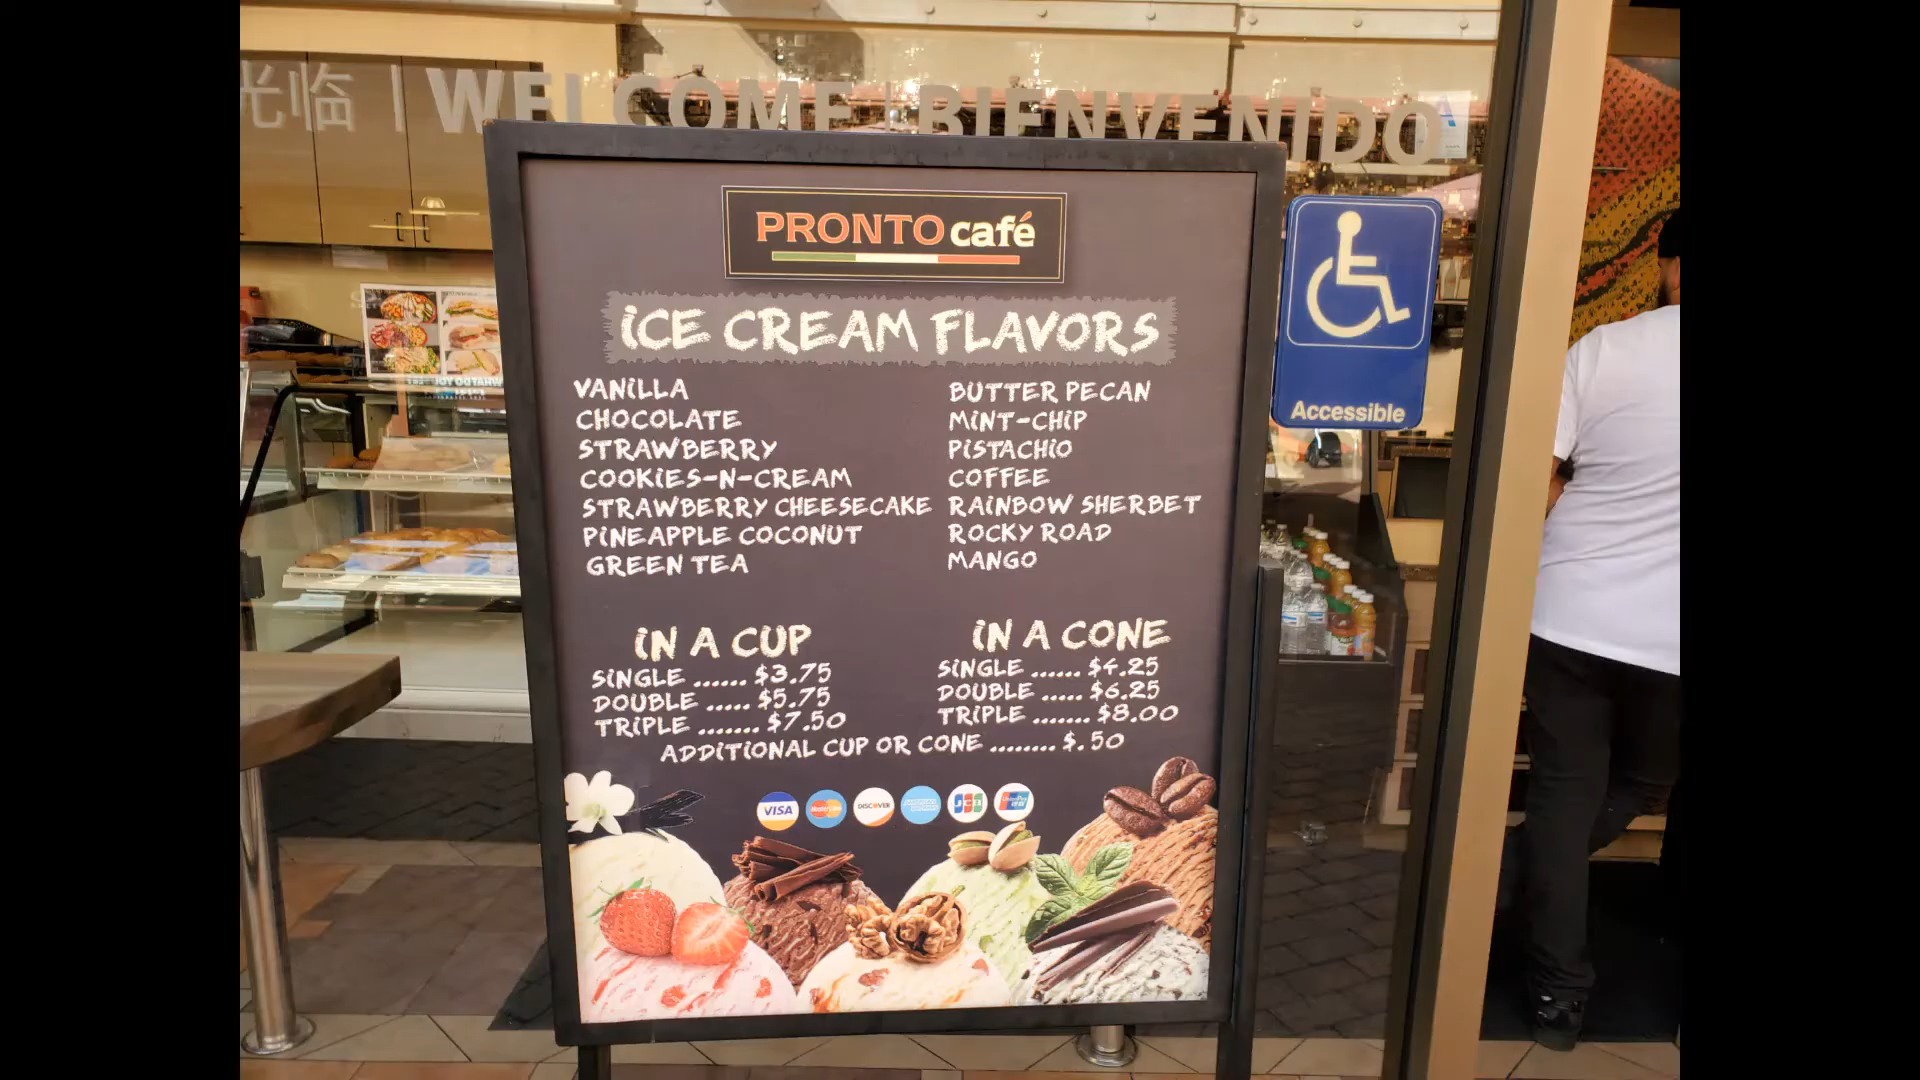 光临 | WELCOME | BIENVENIDO
A
PRONTO café
ICE CREAM FLAVORS
VANILLA
CHOCOLATE
STRAWBERRY
COOKIES-N-CREAM
STRAWBERRY CHEESECAKE
PINEAPPLE COCONUT
GREEN TEA
BUTTER PECAN
MINT-CHIP
PISTACHIO
COFFEE
RAINBOW SHERBET
ROCKY ROAD
MANGO
IN A CUP
SINGLE ...... $3.75
DOUBLE ..... $5.75
TRIPLE ....... $7.50
IN A CONE
SINGLE ...... $4.25
DOUBLE ..... $6.25
TRIPLE ....... $8.00
ADDITIONAL CUP OR CONE ........ $.50
VISA
MasterCard
DISCOVER
AMERICAN EXPRESS
JCB
UnionPay
Accessible